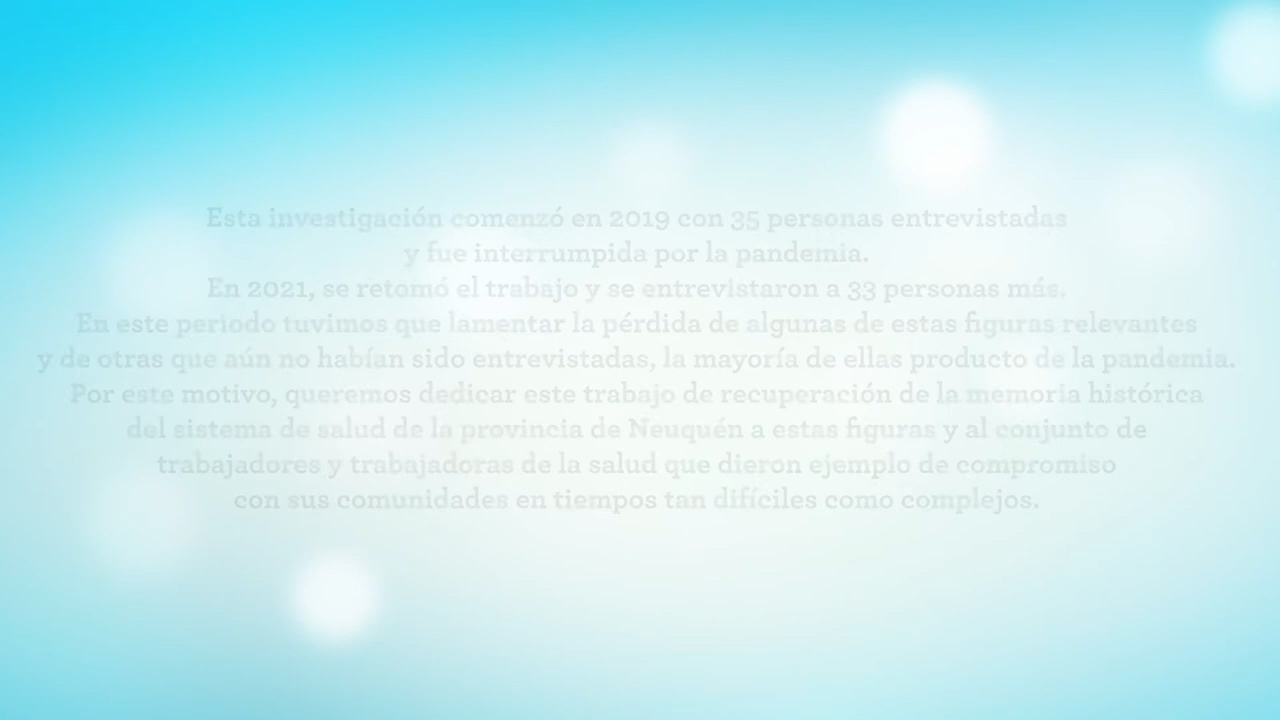 Esta investigación comenzó en 2019 con 35 personas entrevistadas
y fue interrumpida por la pandemia.
En 2021, se retomó el trabajo y se entrevistaron a 33 personas más.
En este periodo tuvimos que lamentar la pérdida de algunas de estas figuras relevantes
y de otras que aún no habían sido entrevistadas, la mayoría de ellas producto de la pandemia.
Por este motivo, queremos dedicar este trabajo de recuperación de la memoria histórica
del sistema de salud de la provincia de Neuquén a estas figuras y al conjunto de
trabajadores y trabajadoras de la salud que dieron ejemplo de compromiso
con sus comunidades en tiempos tan difíciles como complejos.